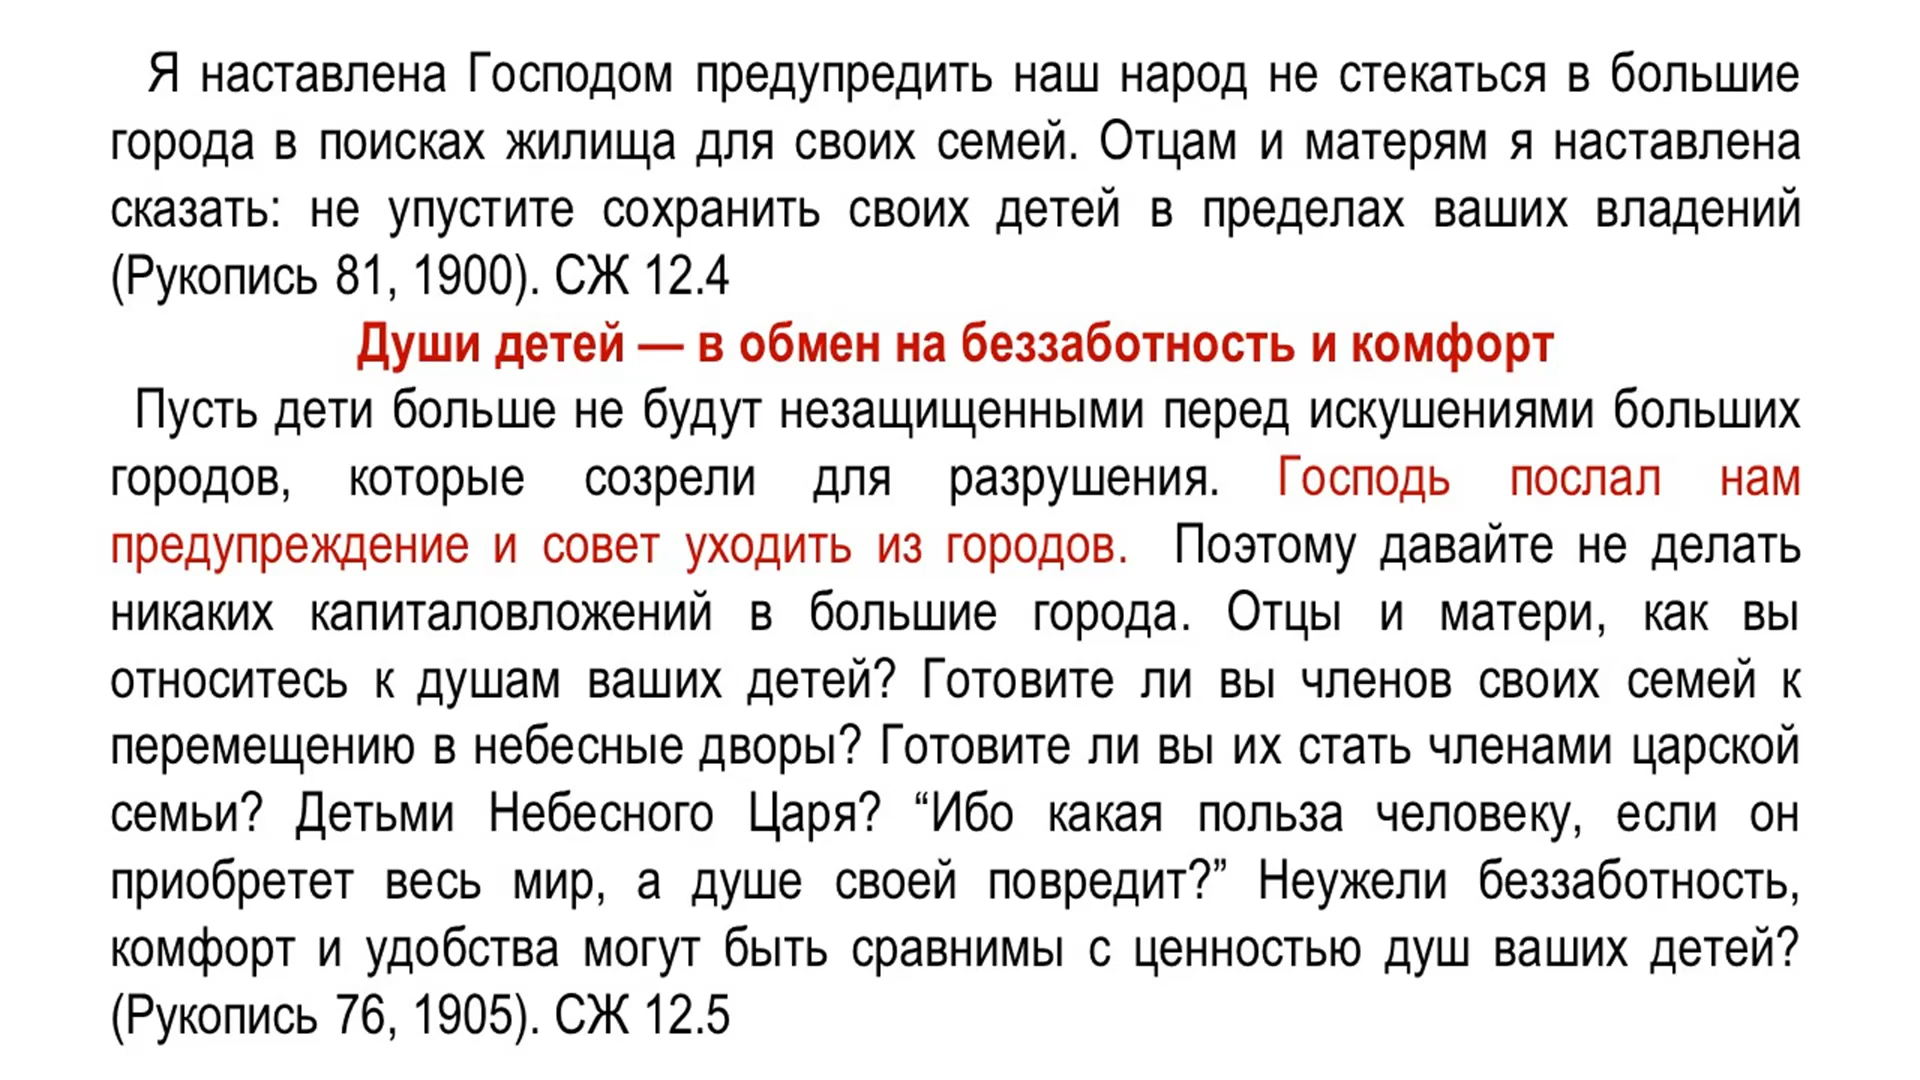 Я наставлена Господом предупредить наш народ не стекаться в большие
города в поисках жилища для своих семей. Отцам и матерям я наставлена
сказать: не упустите сохранить своих детей в пределах ваших владений
(Рукопись 81, 1900). СЖ 12.4
Души детей — в обмен на беззаботность и комфорт
Пусть дети больше не будут незащищенными перед искушениями больших
городов, которые созрели для разрушения. Господь послал нам
предупреждение и совет уходить из городов. Поэтому давайте не делать
никаких капиталовложений в большие города. Отцы и матери, как вы
относитесь к душам ваших детей? Готовите ли вы членов своих семей к
перемещению в небесные дворы? Готовите ли вы их стать членами царской
семьи? Детьми Небесного Царя? “Ибо какая польза человеку, если он
приобретет весь мир, а душе своей повредит?” Неужели беззаботность,
комфорт и удобства могут быть сравнимы с ценностью душ ваших детей?
(Рукопись 76, 1905). СЖ 12.5